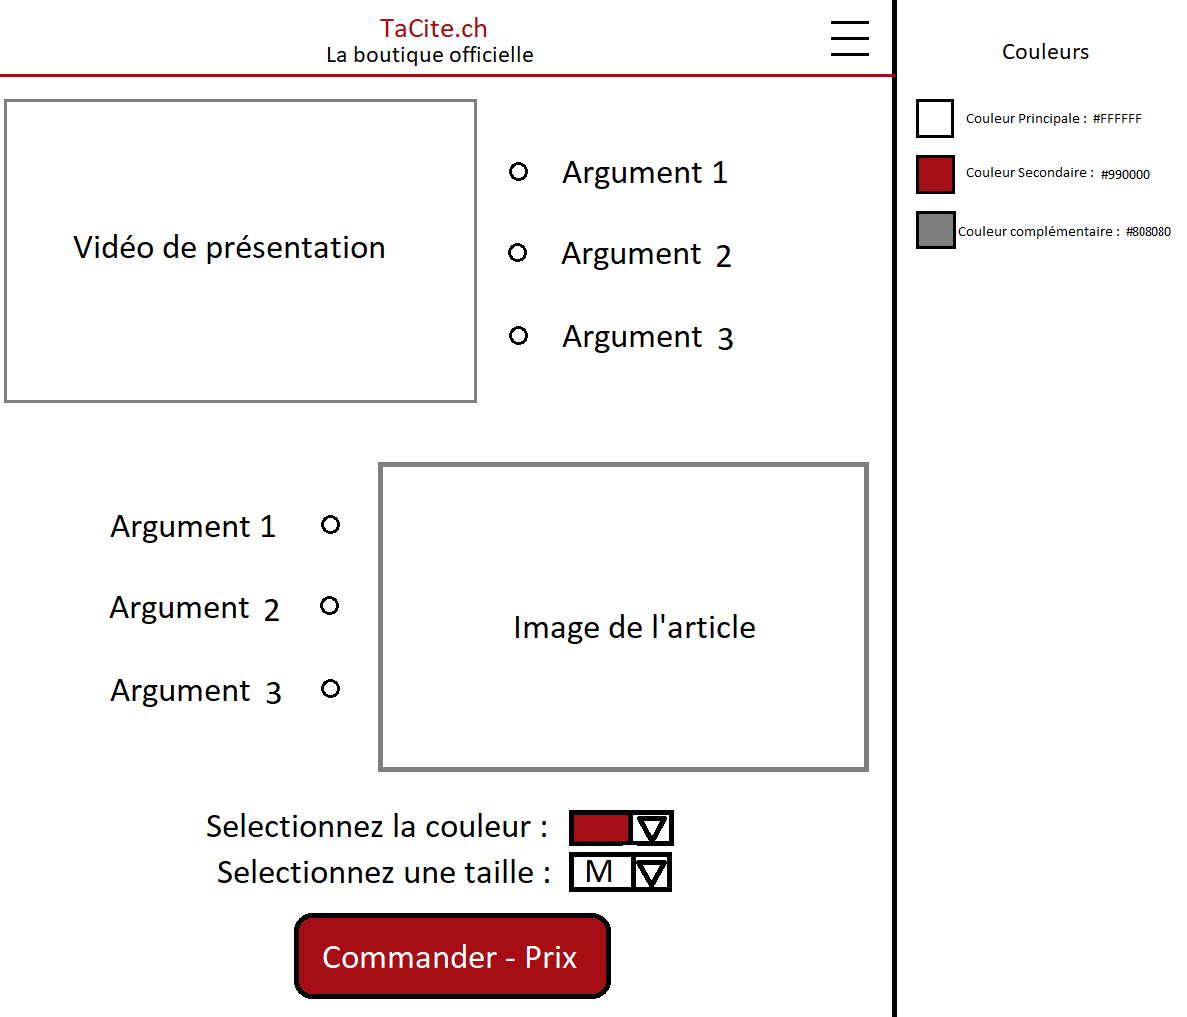 TaCite.ch
La boutique officielle
Vidéo de présentation
Argument 1
Argument 2
Argument 3
Argument 1
Argument 2
Argument 3
Image de l'article
Selectionnez la couleur :
Selectionnez une taille : M
Commander - Prix
Couleurs
Couleur Principale : #FFFFFF
Couleur Secondaire : #990000
Couleur complémentaire : #808080